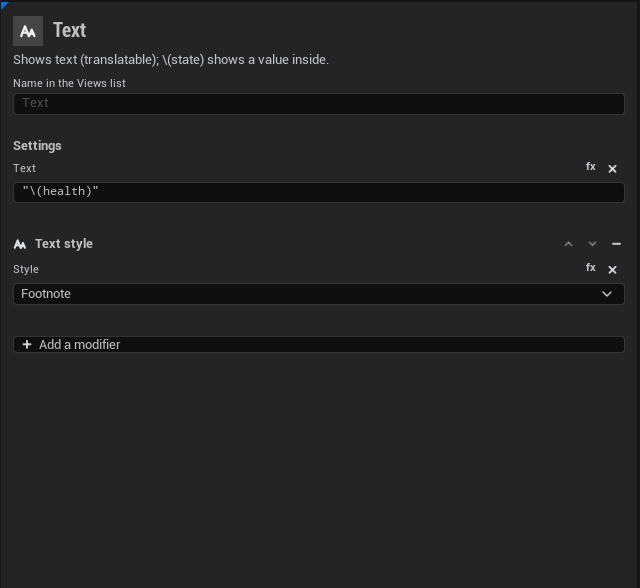 Text
Shows text (translatable); \(state) shows a value inside.
Name in the Views list
Text
Settings
Text fx
"\(health)"
Text style
Style fx
Footnote
Add a modifier